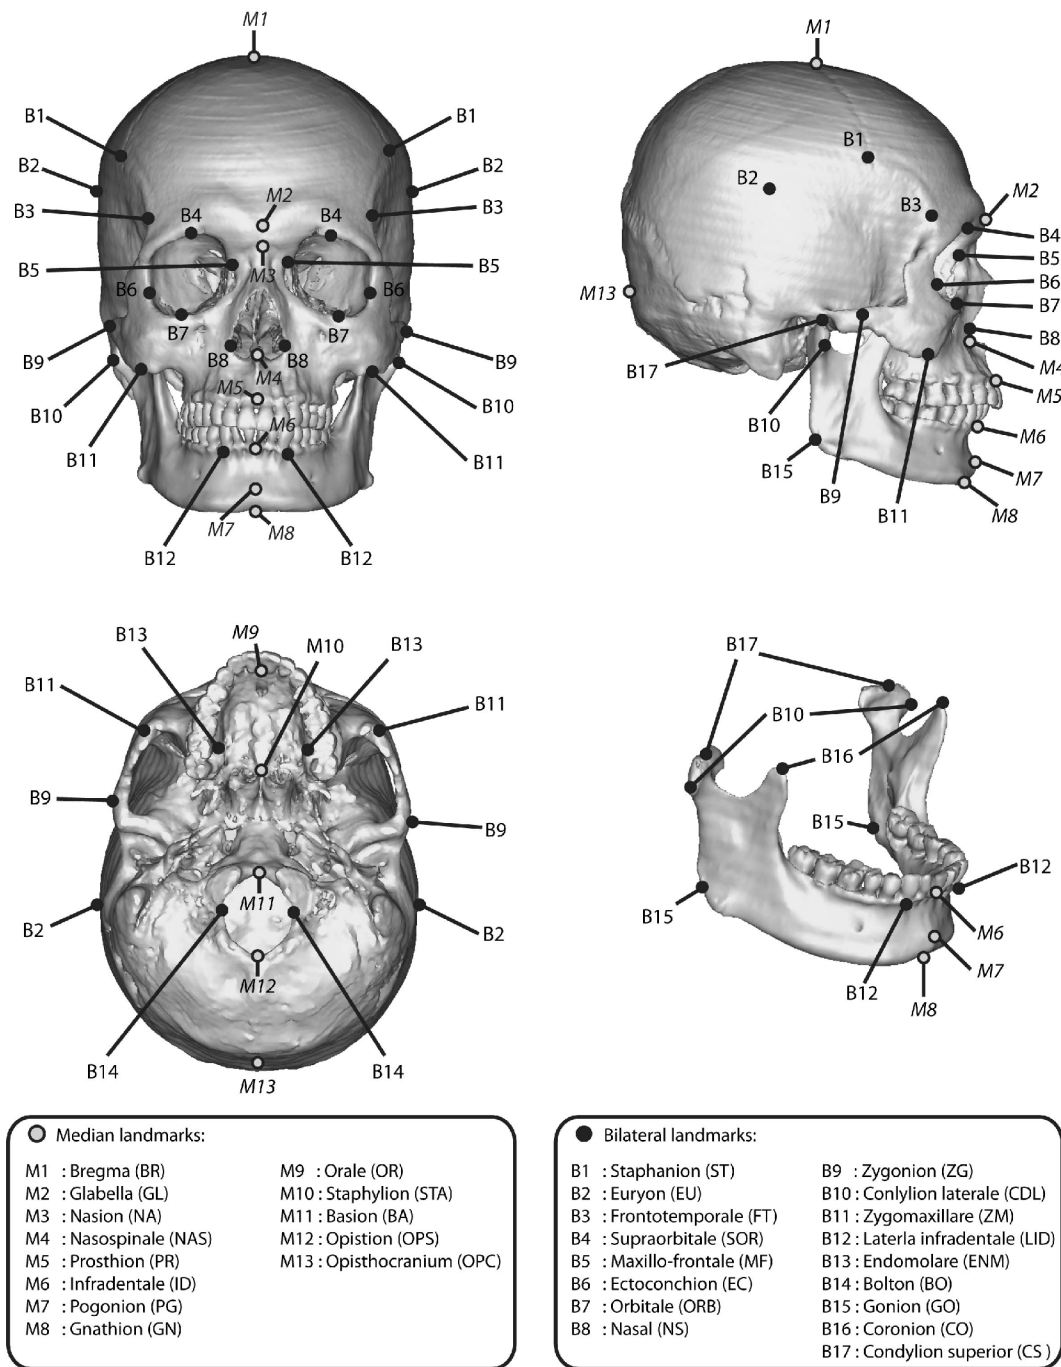 M1
B1
B1
B2
B2
B3
M2
B3
B4
B4
B5
M3
B5
B6
B6
B7
B7
B9
B8
B8
B9
M4
M5
B10
B10
M6
B11
B11
M7
M8
B12
B12
M1
B1
B2
M2
B3
B4
B5
B6
M13
B7
B8
M4
B17
M5
B10
M6
B15
M7
B9
B11
M8
B13
M9
M10
B13
B11
B11
B9
B9
M11
B2
B2
M12
B14
B14
M13
B17
B10
B16
B15
B12
B15
M6
M7
B12
M8
Median landmarks:
M1 : Bregma (BR)
M2 : Glabella (GL)
M3 : Nasion (NA)
M4 : Nasospinale (NAS)
M5 : Prosthion (PR)
M6 : Infradentale (ID)
M7 : Pogonion (PG)
M8 : Gnathion (GN)
M9 : Orale (OR)
M10 : Staphylion (STA)
M11 : Basion (BA)
M12 : Opistion (OPS)
M13 : Opisthocranium (OPC)
Bilateral landmarks:
B1 : Staphanion (ST)
B2 : Euryon (EU)
B3 : Frontotemporale (FT)
B4 : Supraorbitale (SOR)
B5 : Maxillo-frontale (MF)
B6 : Ectoconchion (EC)
B7 : Orbitale (ORB)
B8 : Nasal (NS)
B9 : Zygonion (ZG)
B10 : Conlylion laterale (CDL)
B11 : Zygomaxillare (ZM)
B12 : Laterla infradentale (LID)
B13 : Endomolare (ENM)
B14 : Bolton (BO)
B15 : Gonion (GO)
B16 : Coronion (CO)
B17 : Condylion superior (CS )